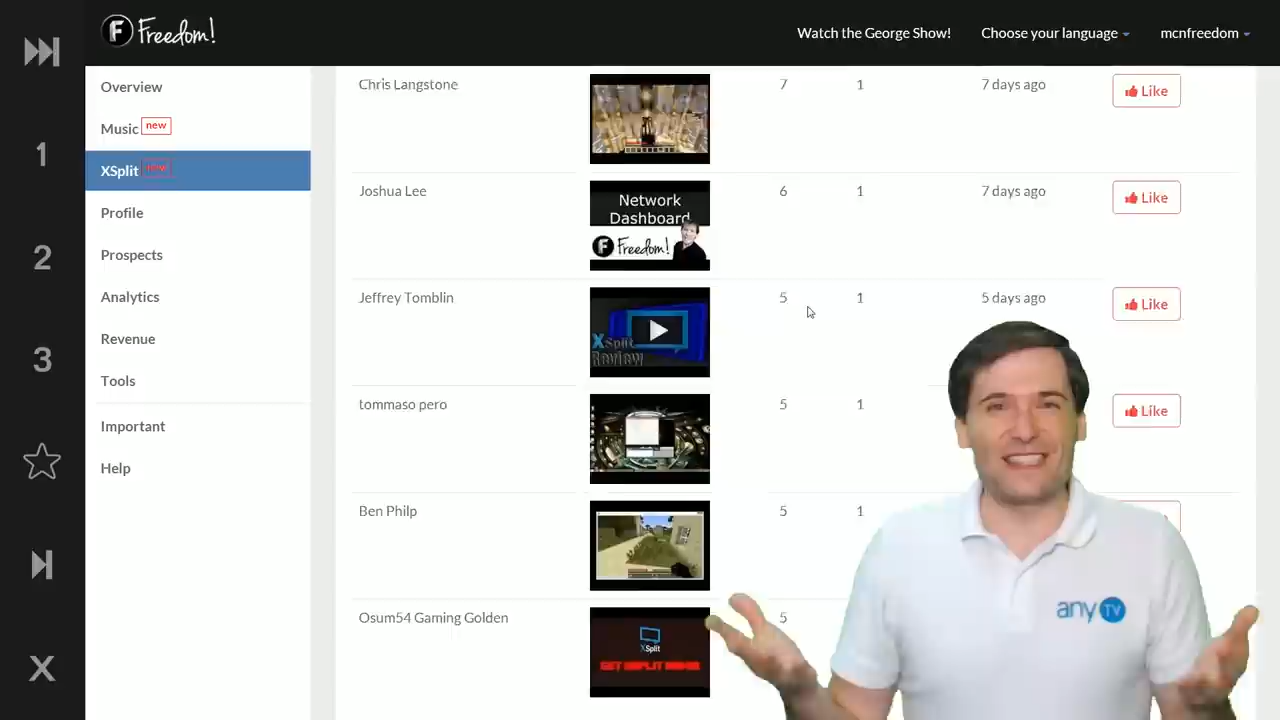 Freedom!
Watch the George Show!
Choose your language
mcnfreedom
1
2
3
X
Overview
Music new
XSplit new
Profile
Prospects
Analytics
Revenue
Tools
Important
Help
Chris Langstone 7 1 7 days ago Like
Joshua Lee 6 1 7 days ago Like
Network
Dashboard
Freedom!
Jeffrey Tomblin 5 1 5 days ago Like
XSplit
Review
tommaso pero 5 1 Like
Ben Philp 5 1
Osum54 Gaming Golden 5
XSplit
any TV